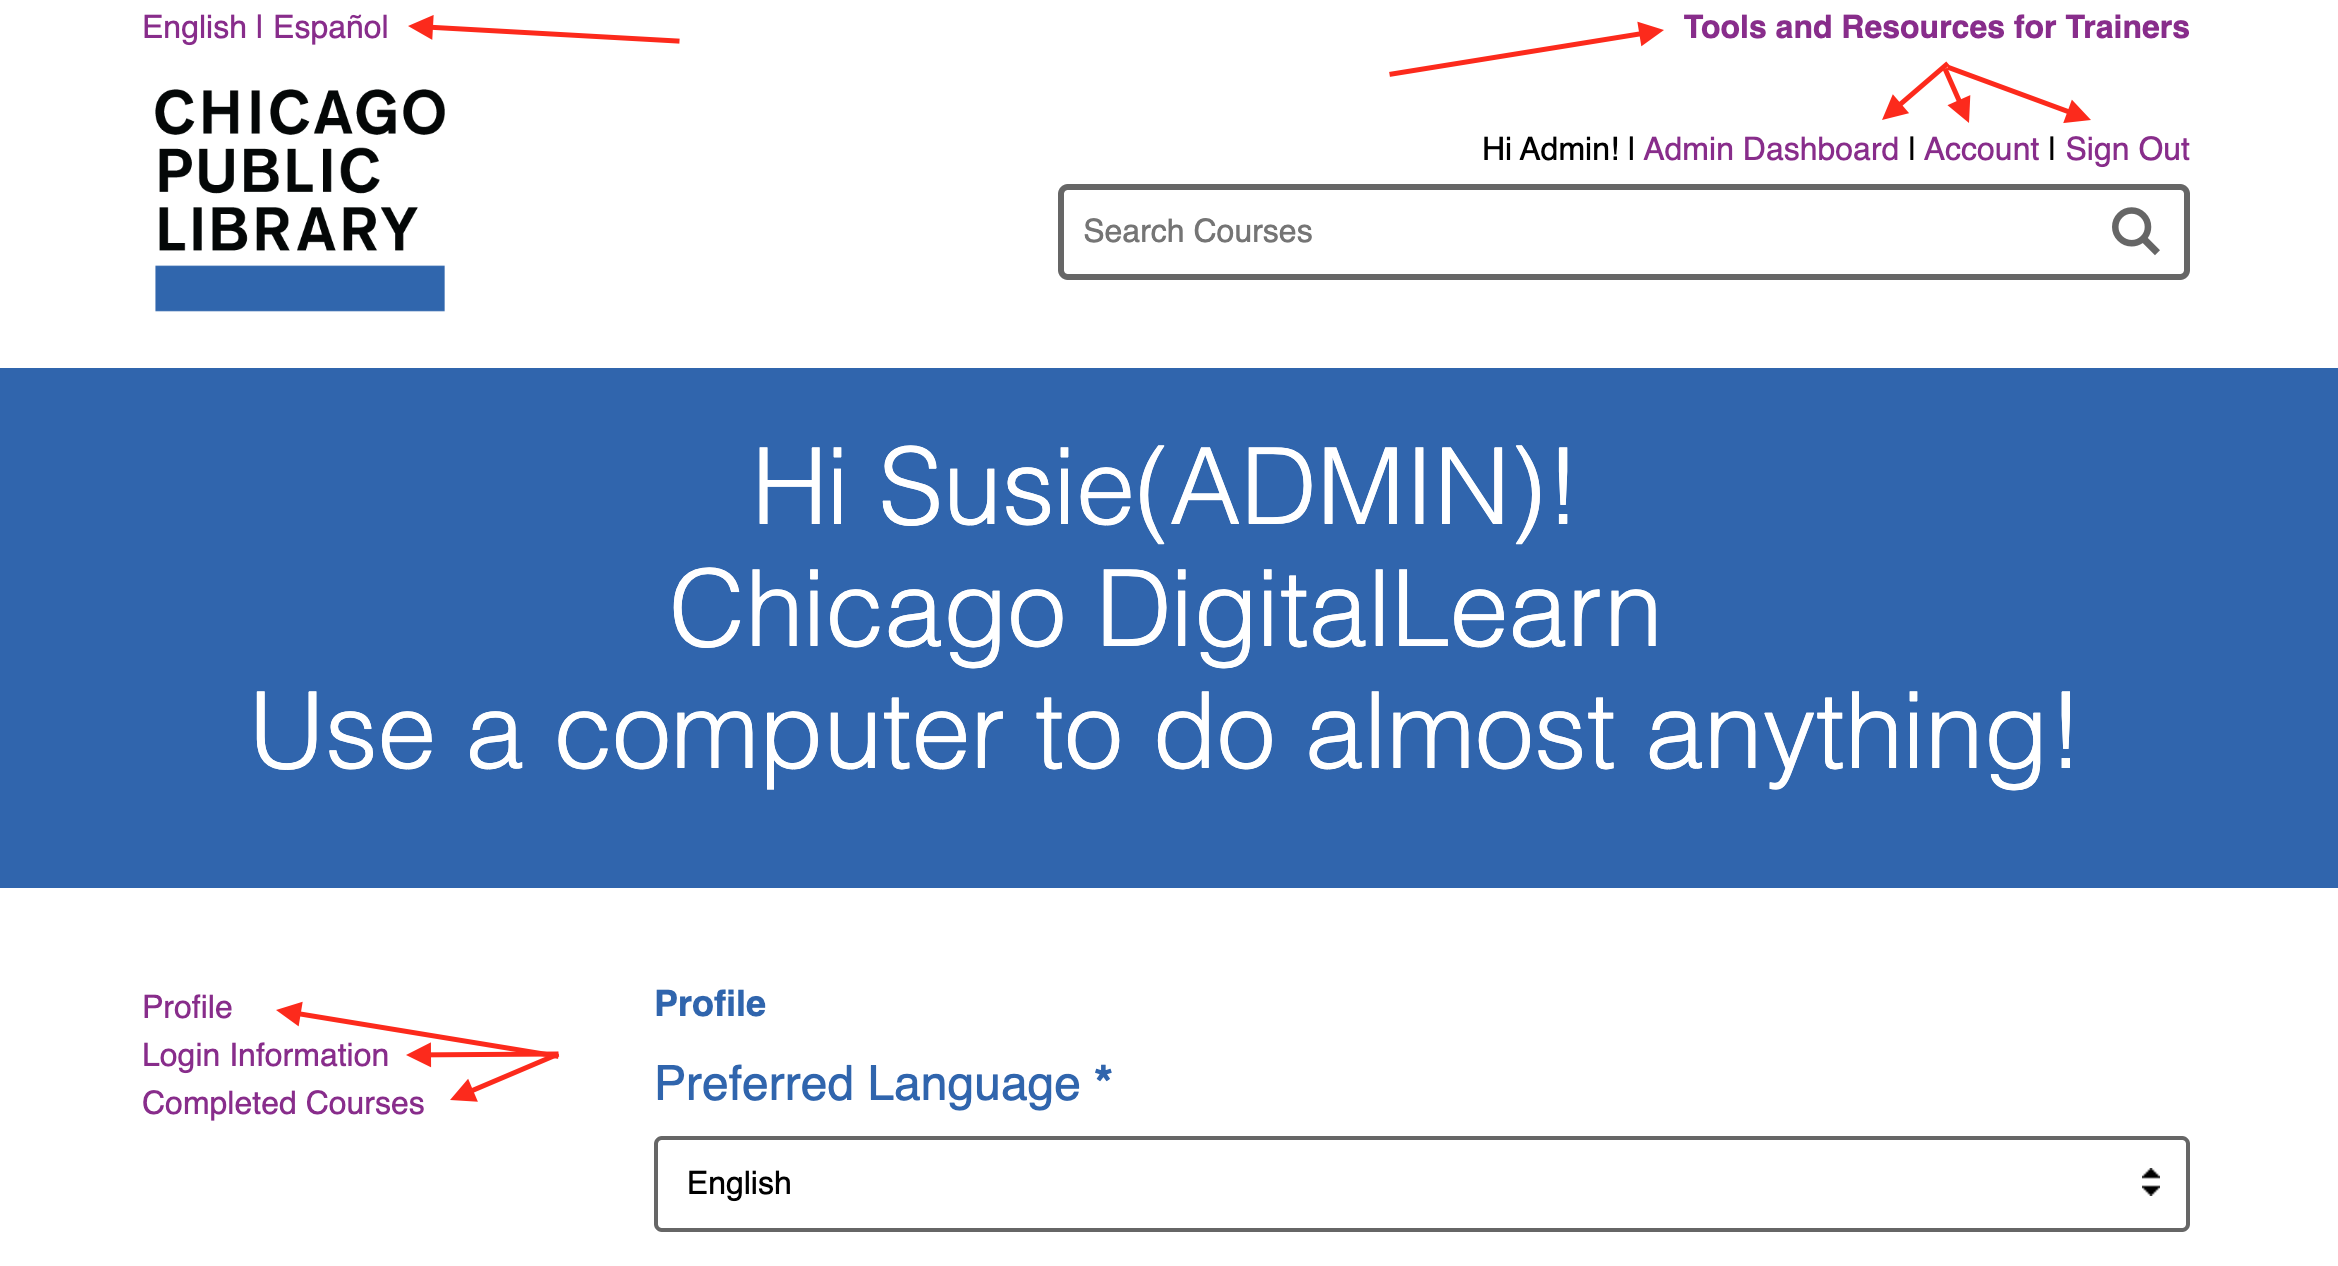 English | Español
Tools and Resources for Trainers
CHICAGO
PUBLIC
LIBRARY
Hi Admin! | Admin Dashboard | Account | Sign Out
Search Courses
Hi Susie(ADMIN)!
Chicago DigitalLearn
Use a computer to do almost anything!
Profile
Login Information
Completed Courses
Profile
Preferred Language *
English